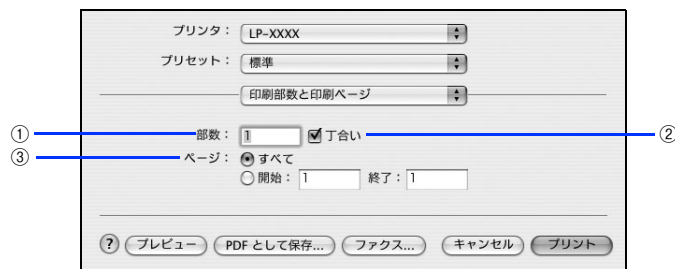 プリンタ： LP-XXXX
プリセット： 標準
印刷部数と印刷ページ
① 部数： 1 丁合い ②
③ ページ： すべて
開始： 1 終了： 1
? プレビュー PDF として保存... ファクス... キャンセル プリント